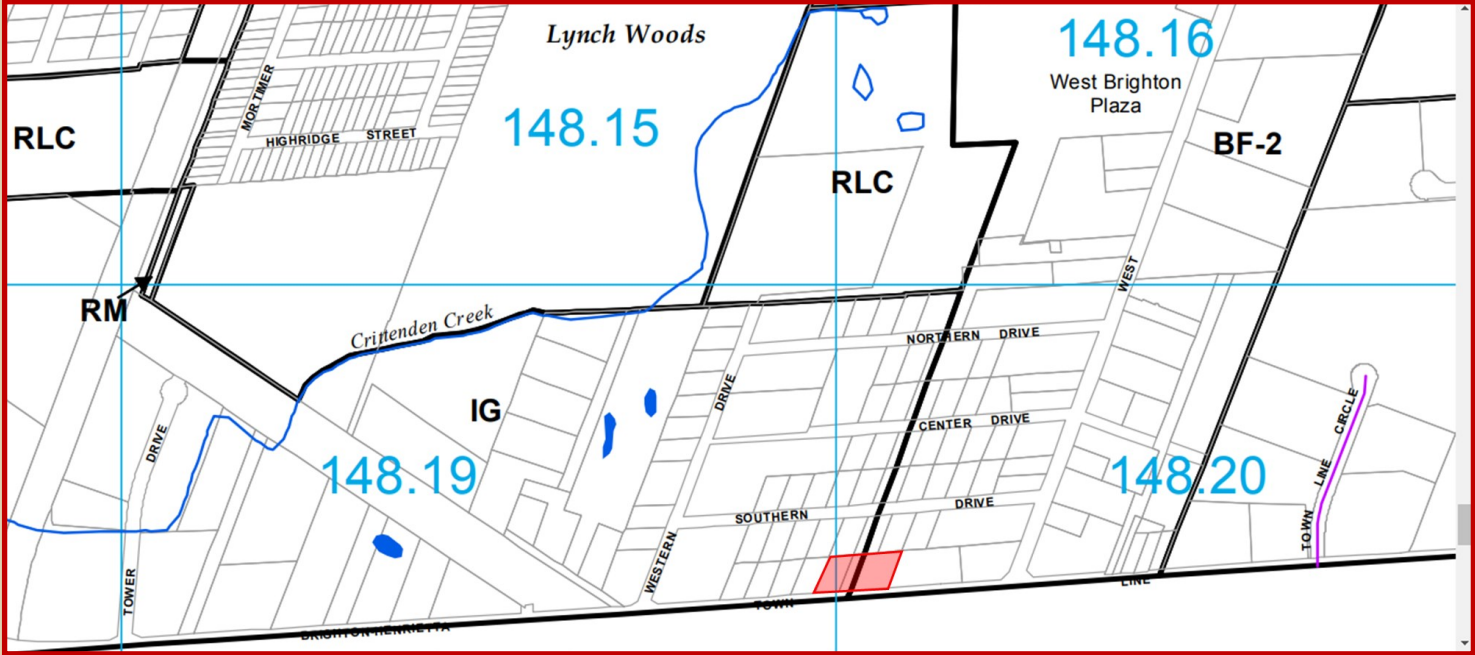 Lynch Woods
148.16
West Brighton
Plaza
MORTIMER
HIGHRIDGE STREET
148.15
RLC
BF-2
RLC
WEST
RM
Crittenden Creek
NORTHERN DRIVE
DRIVE
IG
CENTER DRIVE
DRIVE
148.19
148.20
TOWN LINE CIRCLE
SOUTHERN DRIVE
WESTERN
TOWER
BRIGHTON HENRIETTA TOWN LINE